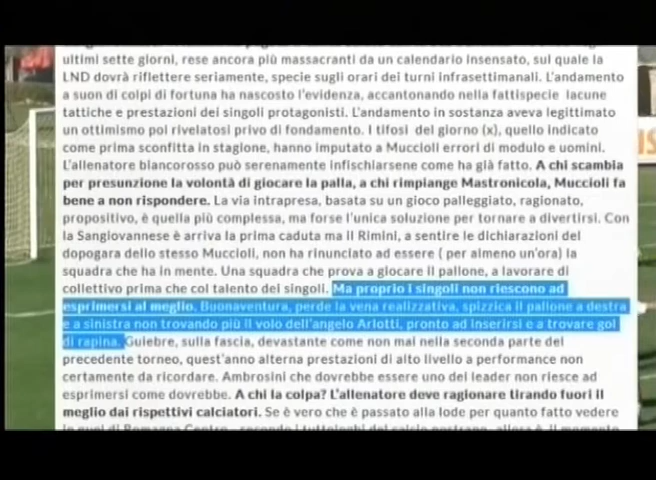 ultimi sette giorni, rese ancora più massacranti da un calendario insensato, sul quale la
LND dovrà riflettere seriamente, specie sugli orari dei turni infrasettimanali. L'andamento
a suon di colpi di fortuna ha nascosto l'evidenza, accantonando nella fattispecie lacune
tattiche e prestazioni dei singoli protagonisti. L'andamento in sostanza aveva legittimato
un ottimismo poi rivelatosi privo di fondamento. I tifosi del giorno (x), quello indicato
come prima sconfitta in stagione, hanno imputato a Muccioli errori di modulo e uomini.
L'allenatore biancorosso può serenamente infischiarsene come ha già fatto. A chi scambia
per presunzione la volontà di giocare la palla, a chi rimpiange Mastronicola, Muccioli fa
bene a non rispondere. La via intrapresa, basata su un gioco palleggiato, ragionato,
propositivo, è quella più complessa, ma forse l'unica soluzione per tornare a divertirsi. Con
la Sangiovannese è arriva la prima caduta ma il Rimini, a sentire le dichiarazioni del
dopogara dello stesso Muccioli, non ha rinunciato ad essere ( per almeno un'ora) la
squadra che ha in mente. Una squadra che prova a giocare il pallone, a lavorare di
collettivo prima che col talento dei singoli. Ma proprio i singoli non riescono ad
esprimersi al meglio. Buonaventura, perde la vena realizzativa, spizzica il pallone a destra
e a sinistra non trovando più il volo dell'angelo Arlotti, pronto ad inserirsi e a trovare gol
di rapina. Guiebre, sulla fascia, devastante come non mai nella seconda parte del
precedente torneo, quest'anno alterna prestazioni di alto livello a performance non
certamente da ricordare. Ambrosini che dovrebbe essere uno dei leader non riesce ad
esprimersi come dovrebbe. A chi la colpa? L'allenatore deve ragionare tirando fuori il
meglio dai rispettivi calciatori. Se è vero che è passato alla lode per quanto fatto vedere